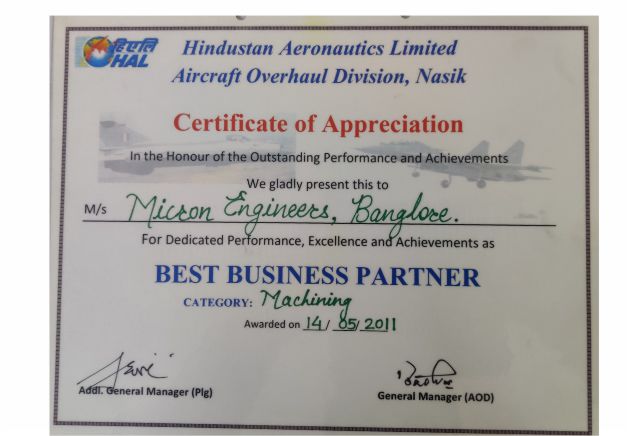 हिएलि
HAL
Hindustan Aeronautics Limited
Aircraft Overhaul Division, Nasik
Certificate of Appreciation
In the Honour of the Outstanding Performance and Achievements
We gladly present this to
M/s Micron Engineers, Banglore.
For Dedicated Performance, Excellence and Achievements as
BEST BUSINESS PARTNER
CATEGORY: Machining
Awarded on 14/ 05/ 2011
Addl. General Manager (Plg)
General Manager (AOD)